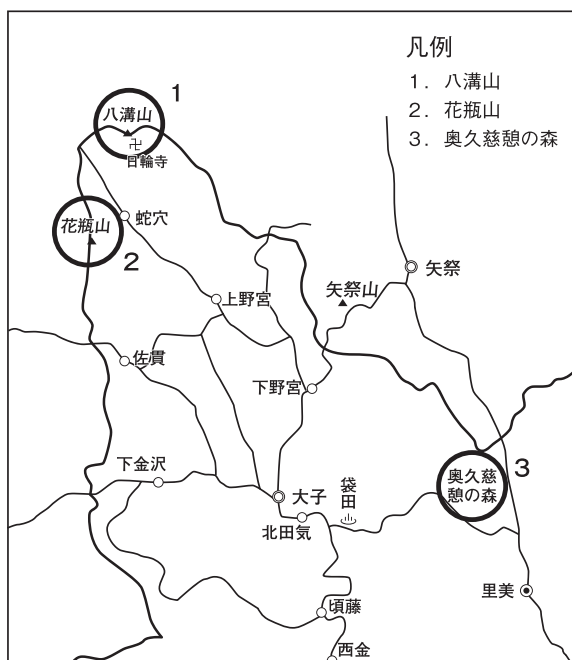 凡例
1．八溝山
2．花瓶山
3．奥久慈憩の森
1
八溝山
卍
日輪寺
花瓶山
2
蛇穴
上野宮
矢祭
矢祭山
佐貫
下野宮
下金沢
大子
袋
田
北田気
奥久慈
憩の森
3
里美
頃藤
西金